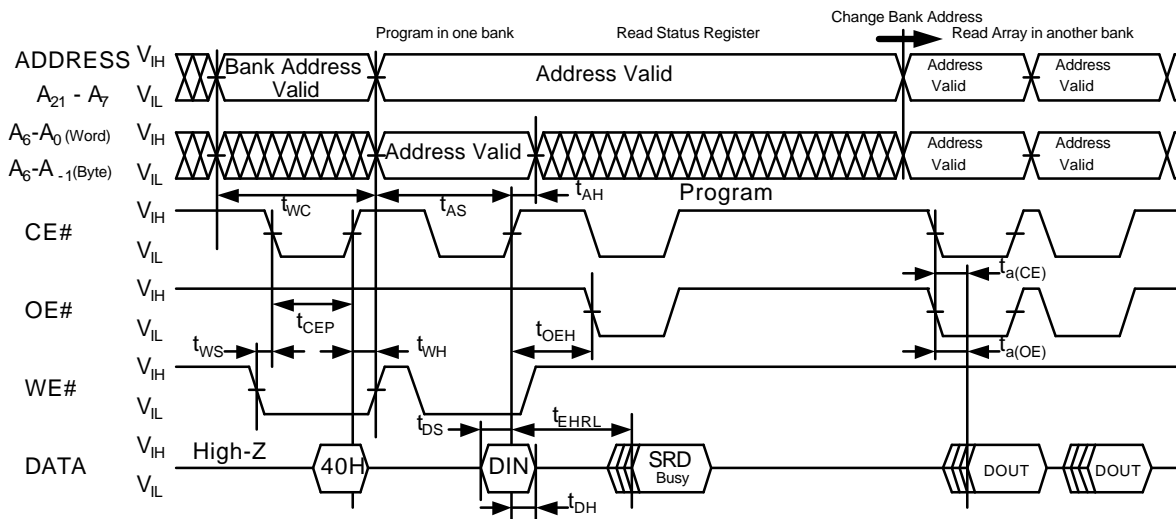 Change Bank Address
Program in one bank
Read Status Register
Read Array in another bank
ADDRESS
A21 - A7
VIH
VIL
Bank Address
Valid
Address Valid
Address
Valid
Address
Valid
A6-A0 (Word)
A6-A-1(Byte)
VIH
VIL
Address Valid
Address
Valid
Address
Valid
Program
tWC
tAS
tAH
CE#
VIH
VIL
ta(CE)
OE#
VIH
VIL
tCEP
tOEH
tWS
tWH
ta(OE)
WE#
VIH
VIL
tDS
tEHRL
DATA
VIH
VIL
High-Z
40H
DIN
SRD
Busy
DOUT
DOUT
tDH